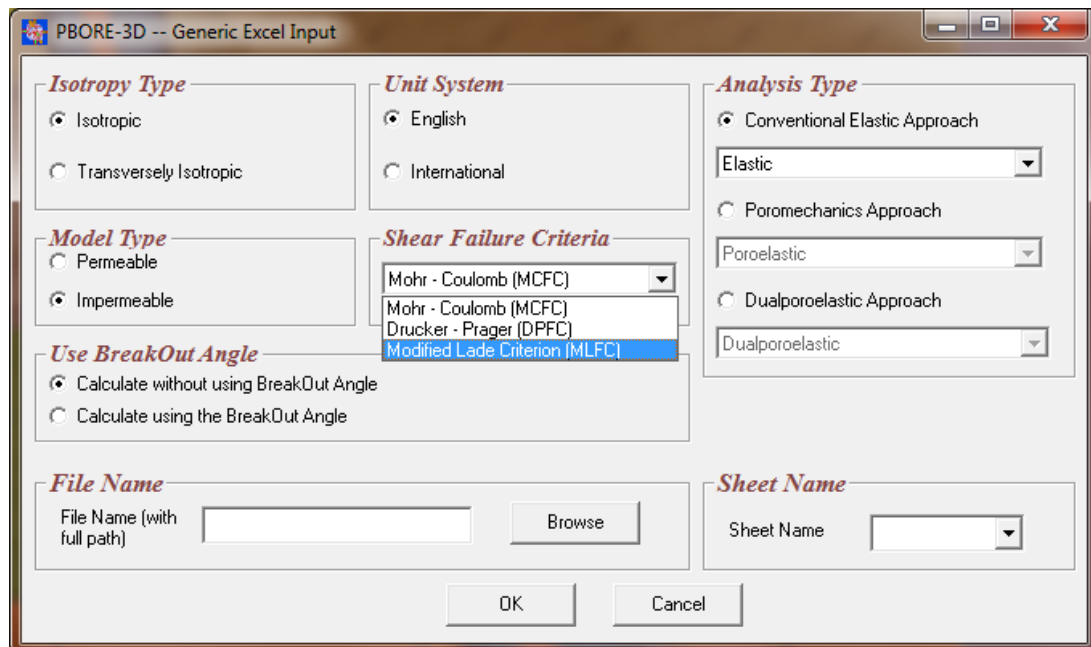 PBORE-3D -- Generic Excel Input
Isotropy Type
Isotropic
Transversely Isotropic
Unit System
English
International
Analysis Type
Conventional Elastic Approach
Elastic
Poromechanics Approach
Poroelastic
Dualporoelastic Approach
Dualporoelastic
Model Type
Permeable
Impermeable
Shear Failure Criteria
Mohr - Coulomb (MCFC)
Mohr - Coulomb (MCFC)
Drucker - Prager (DPFC)
Modified Lade Criterion (MLFC)
Use BreakOut Angle
Calculate without using BreakOut Angle
Calculate using the BreakOut Angle
File Name
File Name (with
full path)
Browse
Sheet Name
Sheet Name
OK
Cancel